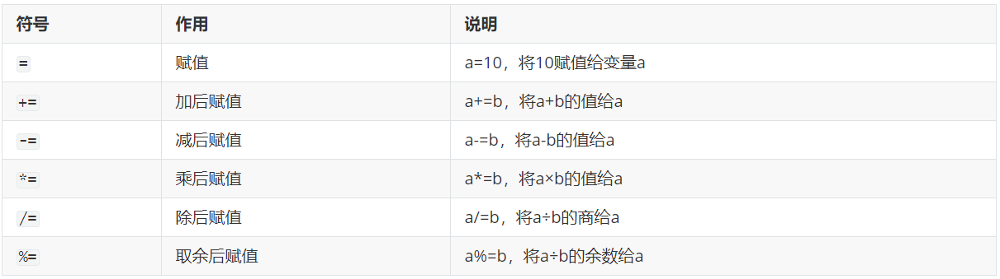 符号 作用 说明
= 赋值 a=10，将10赋值给变量a
+= 加后赋值 a+=b，将a+b的值给a
-= 减后赋值 a-=b，将a-b的值给a
*= 乘后赋值 a*=b，将a×b的值给a
/= 除后赋值 a/=b，将a÷b的商给a
%= 取余后赋值 a%=b，将a÷b的余数给a